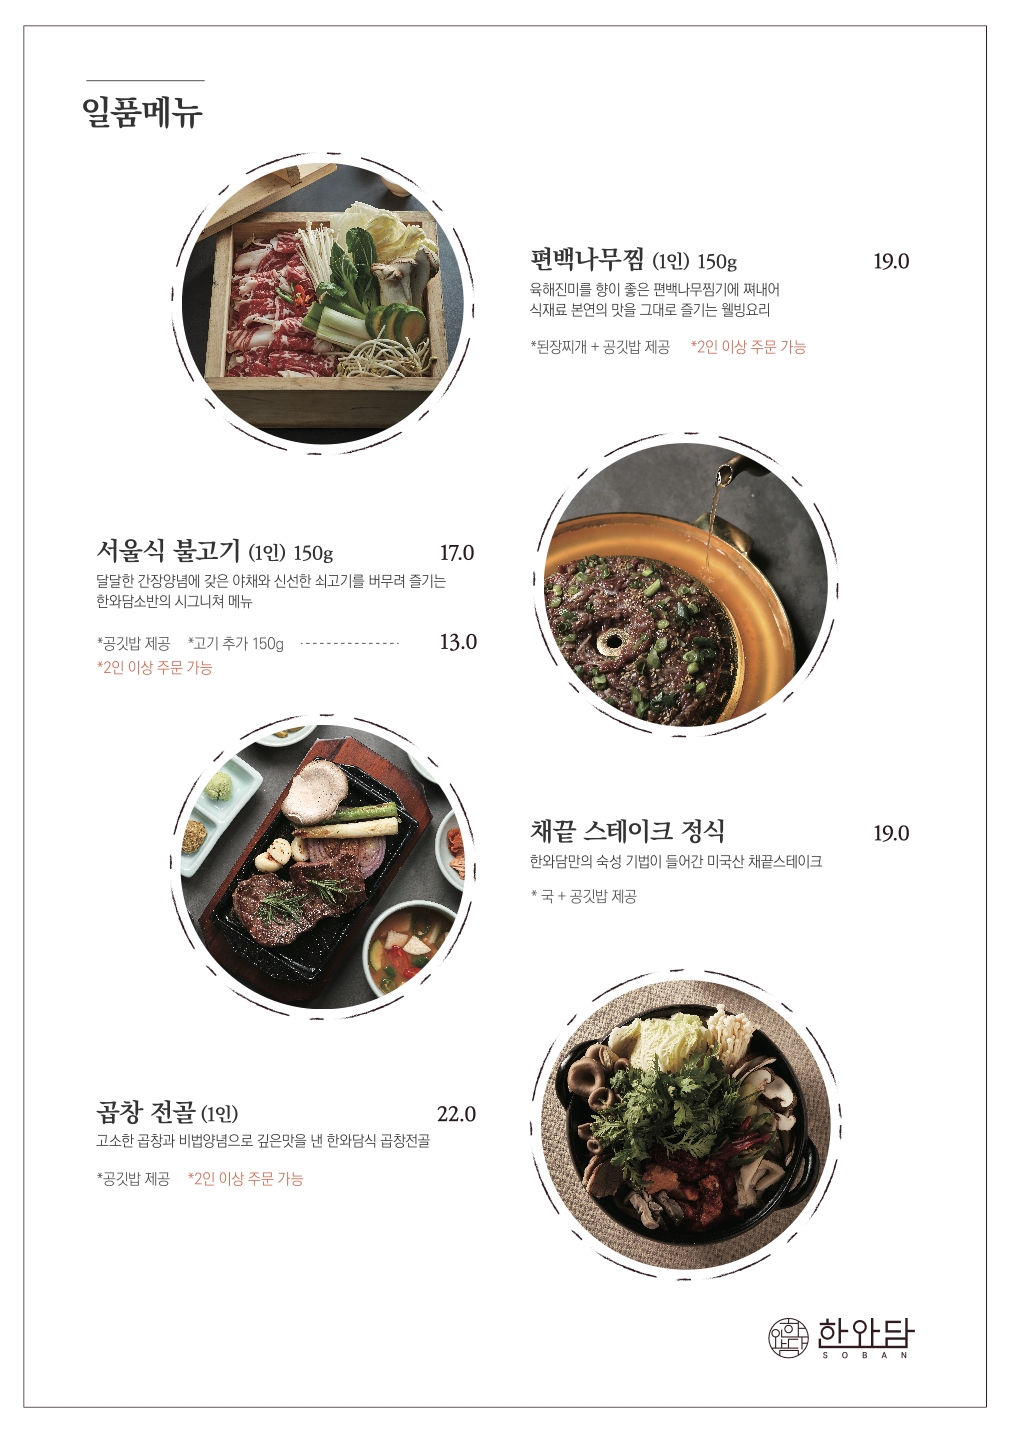 일품메뉴
편백나무찜 (1인) 150g 19.0
육해진미를 향이 좋은 편백나무찜기에 쪄내어
식재료 본연의 맛을 그대로 즐기는 웰빙요리
*된장찌개 + 공깃밥 제공 *2인 이상 주문 가능
서울식 불고기 (1인) 150g 17.0
달달한 간장양념에 갖은 야채와 신선한 쇠고기를 버무려 즐기는
한와담소반의 시그니쳐 메뉴
*공깃밥 제공 *고기 추가 150g 13.0
*2인 이상 주문 가능
채끝 스테이크 정식 19.0
한와담만의 숙성 기법이 들어간 미국산 채끝스테이크
* 국 + 공깃밥 제공
곱창 전골 (1인) 22.0
고소한 곱창과 비법양념으로 깊은맛을 낸 한와담식 곱창전골
*공깃밥 제공 *2인 이상 주문 가능
한와담
SOBAN